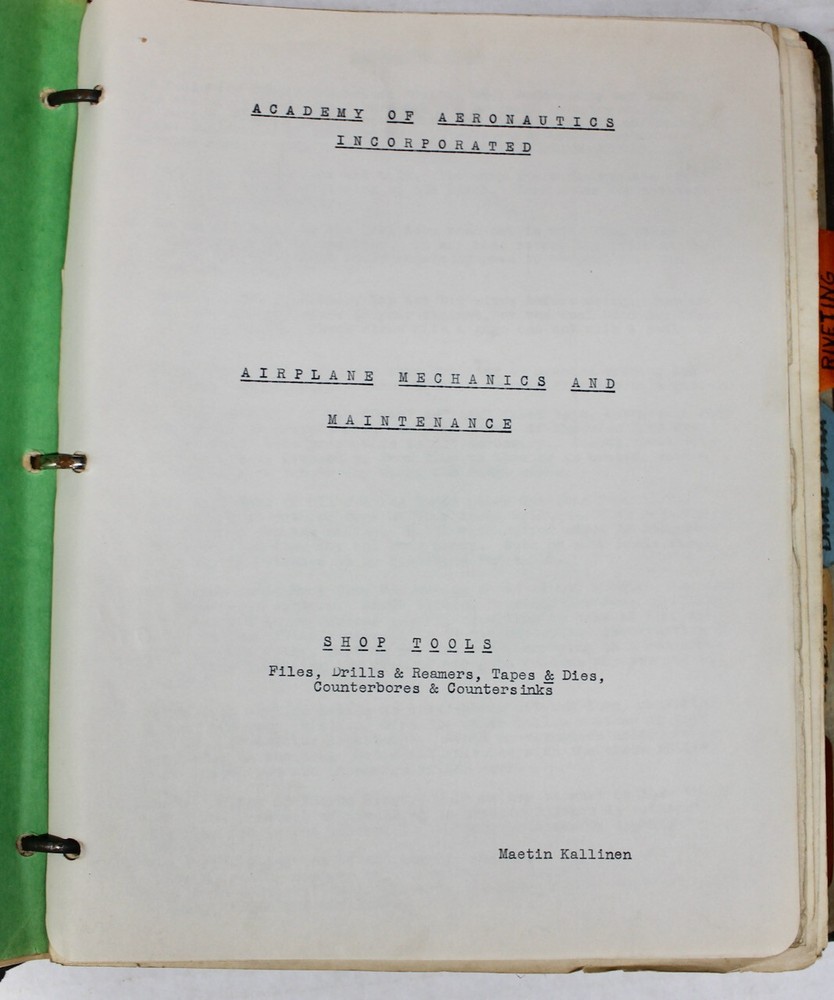 ACADEMY OF AERONAUTICS
INCORPORATED
AIRPLANE MECHANICS AND
MAINTENANCE
SHOP TOOLS
Files, Drills & Reamers, Tapes & Dies,
Counterbores & Countersinks
Maetin Kallinen
RIVETING